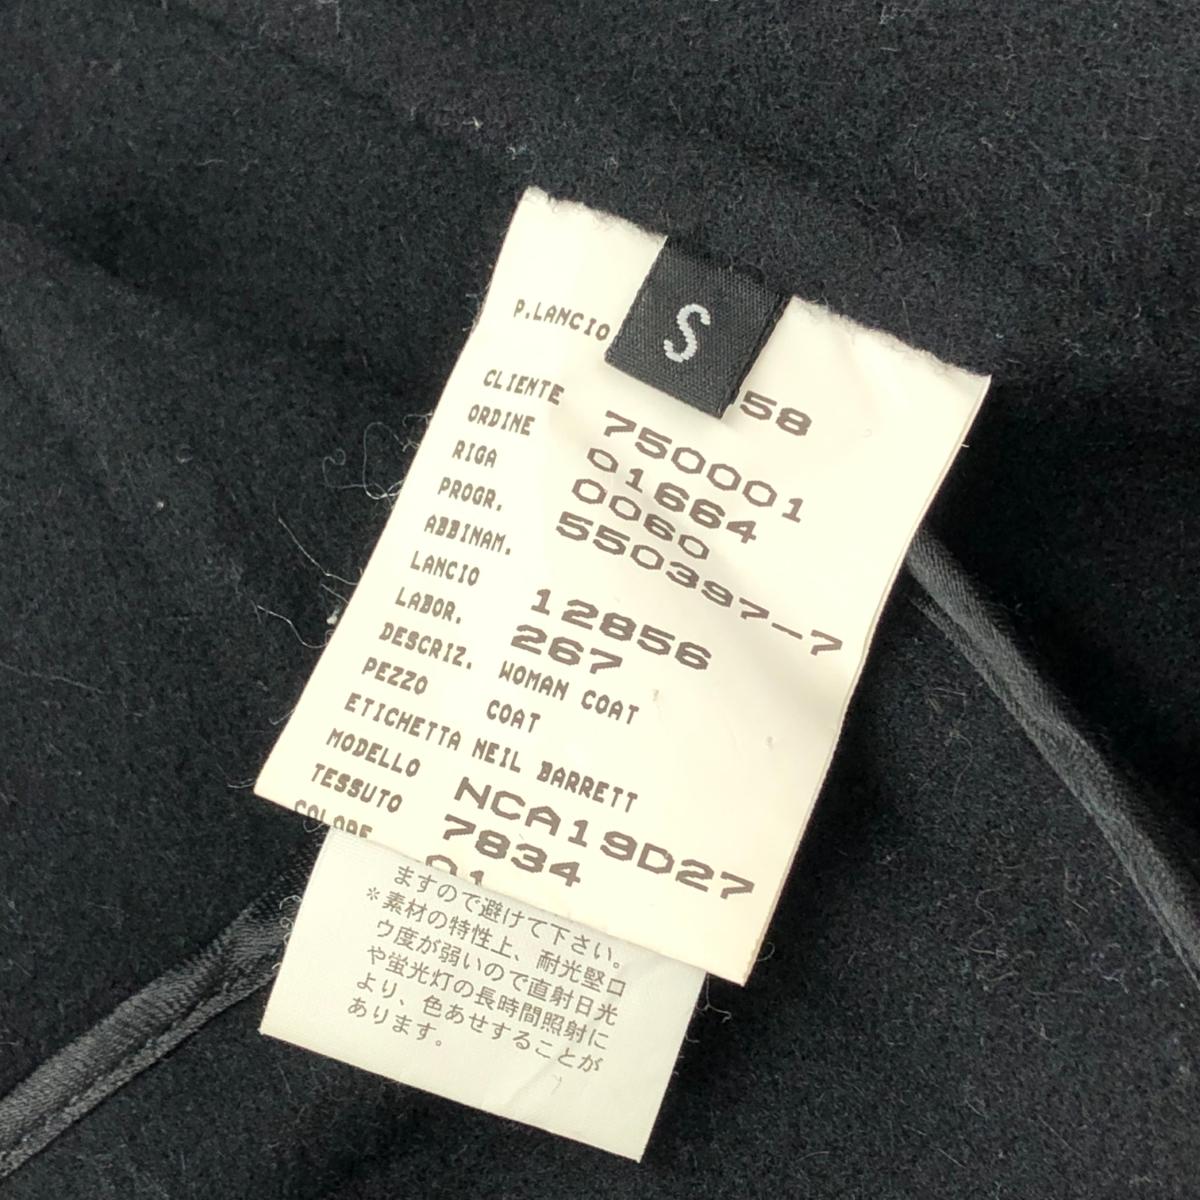 S
P.LANCIO
58
CLIENTE 750001
ORDINE 01664
RIGA 0060
PROGR. 550397-7
ABBINAM.
LANCIO 12856
LABOR. 267
DESCRIZ. WOMAN COAT
PEZZO COAT
ETICHETTA NEIL BARRETT
MODELLO NCA19D27
TESSUTO 7834
COLORE 01
ますので避けて下さい。
*素材の特性上、耐光堅ロ
ウ度が弱いので直射日光
や蛍光灯の長時間照射に
より、色あせすることが
あります。